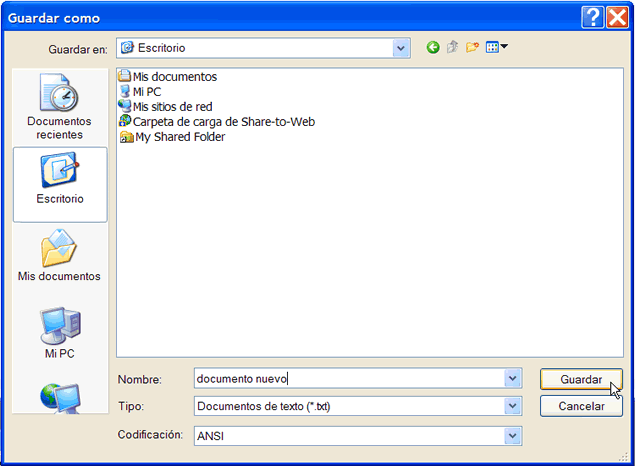 Guardar como
Guardar en: Escritorio
Documentos
recientes
Escritorio
Mis documentos
Mi PC
Mis documentos
Mi PC
Mis sitios de red
Carpeta de carga de Share-to-Web
My Shared Folder
Nombre: documento nuevo Guardar
Tipo: Documentos de texto (*.txt) Cancelar
Codificación: ANSI